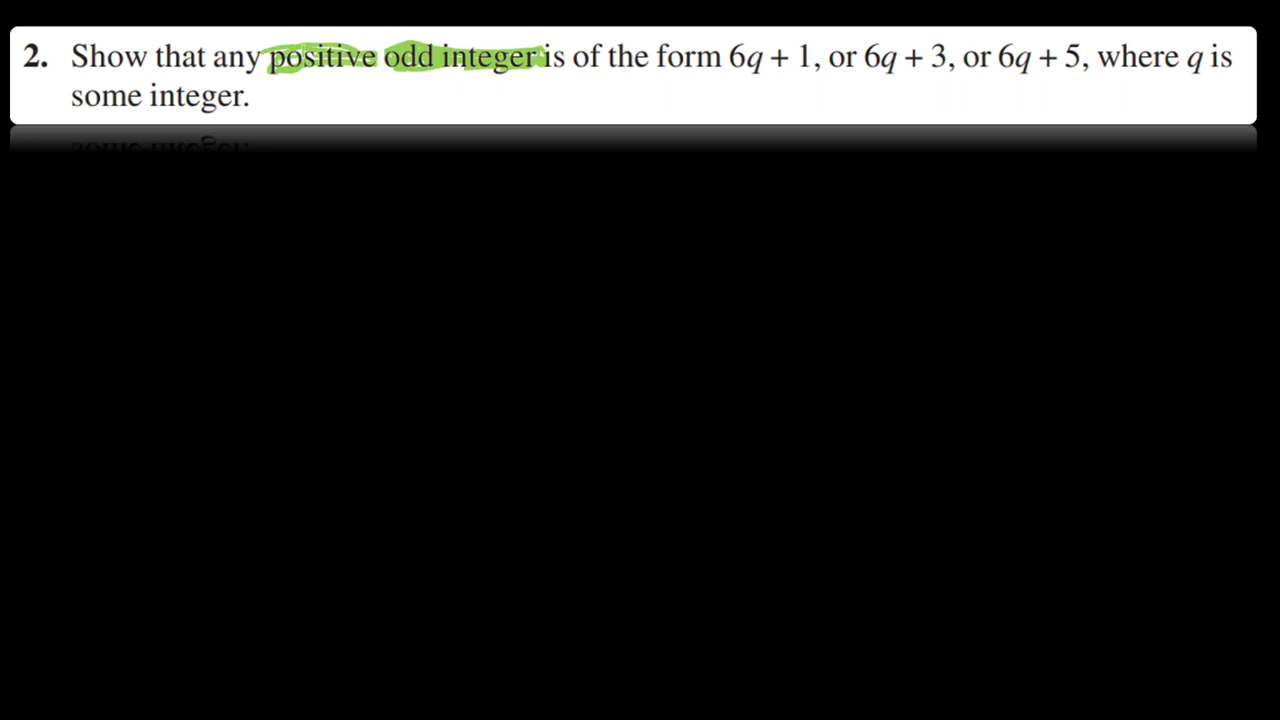 2. Show that any positive odd integer is of the form 6q + 1, or 6q + 3, or 6q + 5, where q is
some integer.